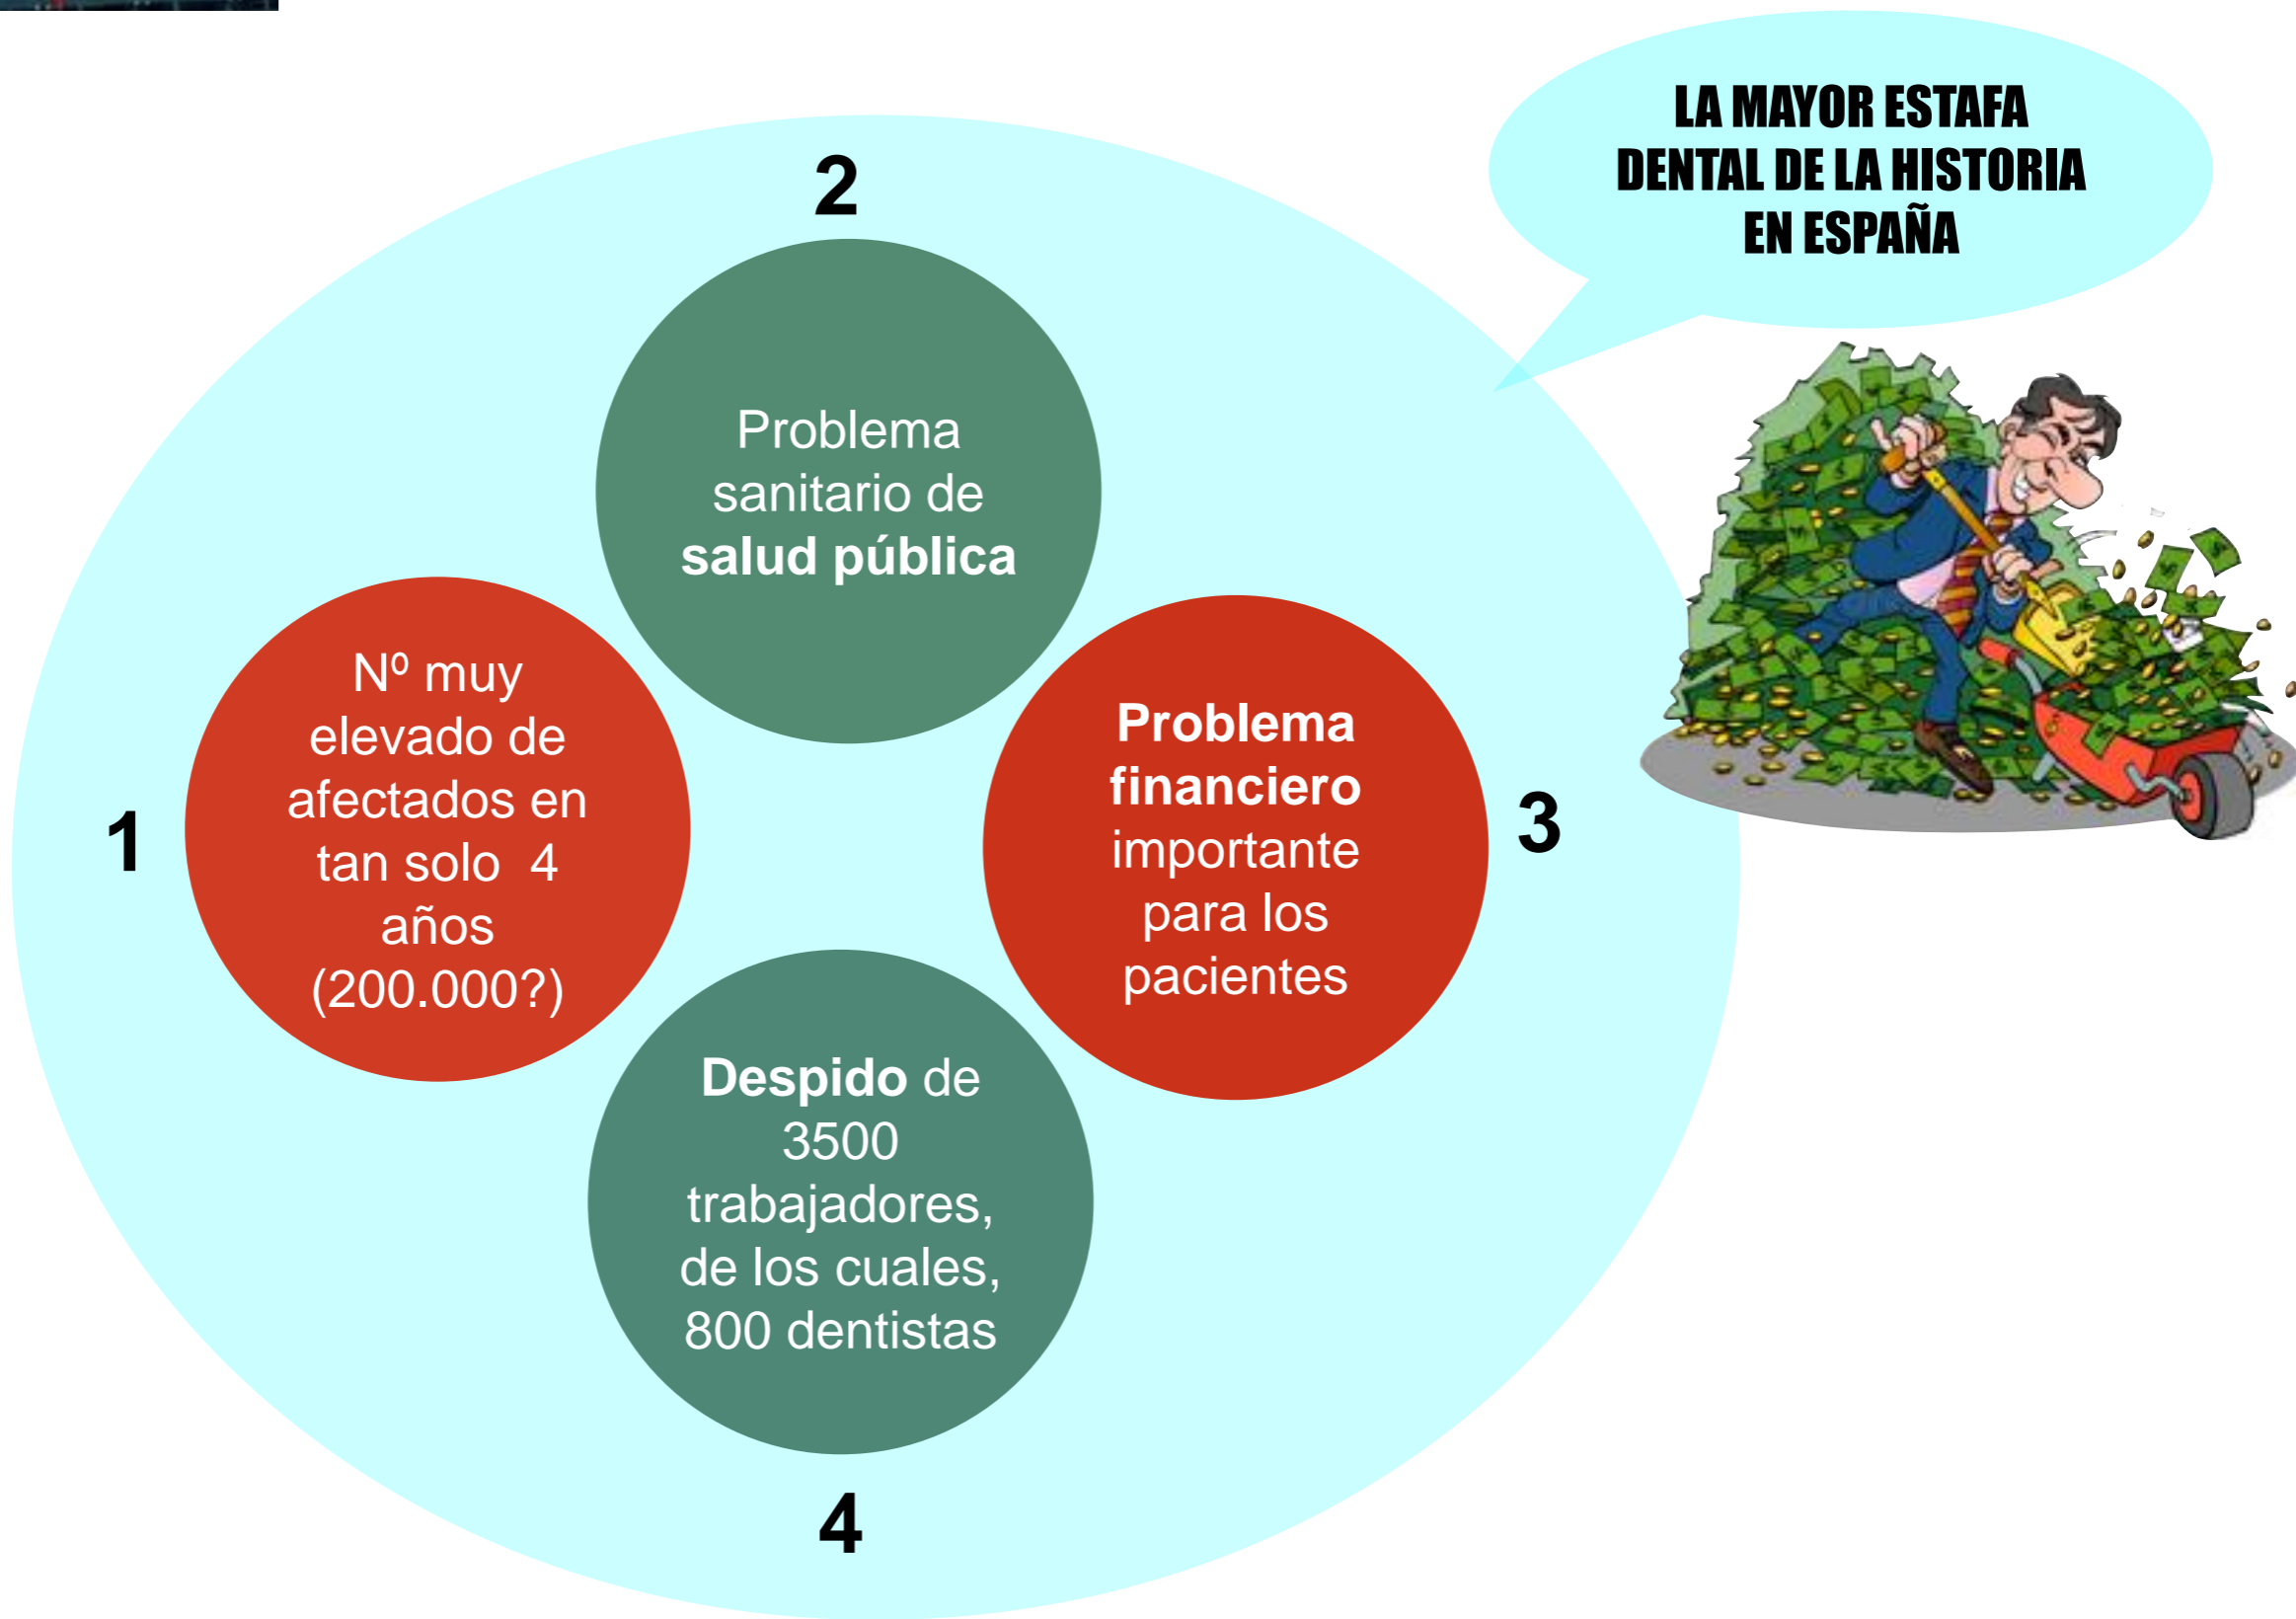 LA MAYOR ESTAFA
DENTAL DE LA HISTORIA
EN ESPAÑA
1
Nº muy
elevado de
afectados en
tan solo  4
años
(200.000?)
2
Problema
sanitario de
salud pública
3
Problema
financiero
importante
para los
pacientes
Despido de
3500
trabajadores,
de los cuales,
800 dentistas
4